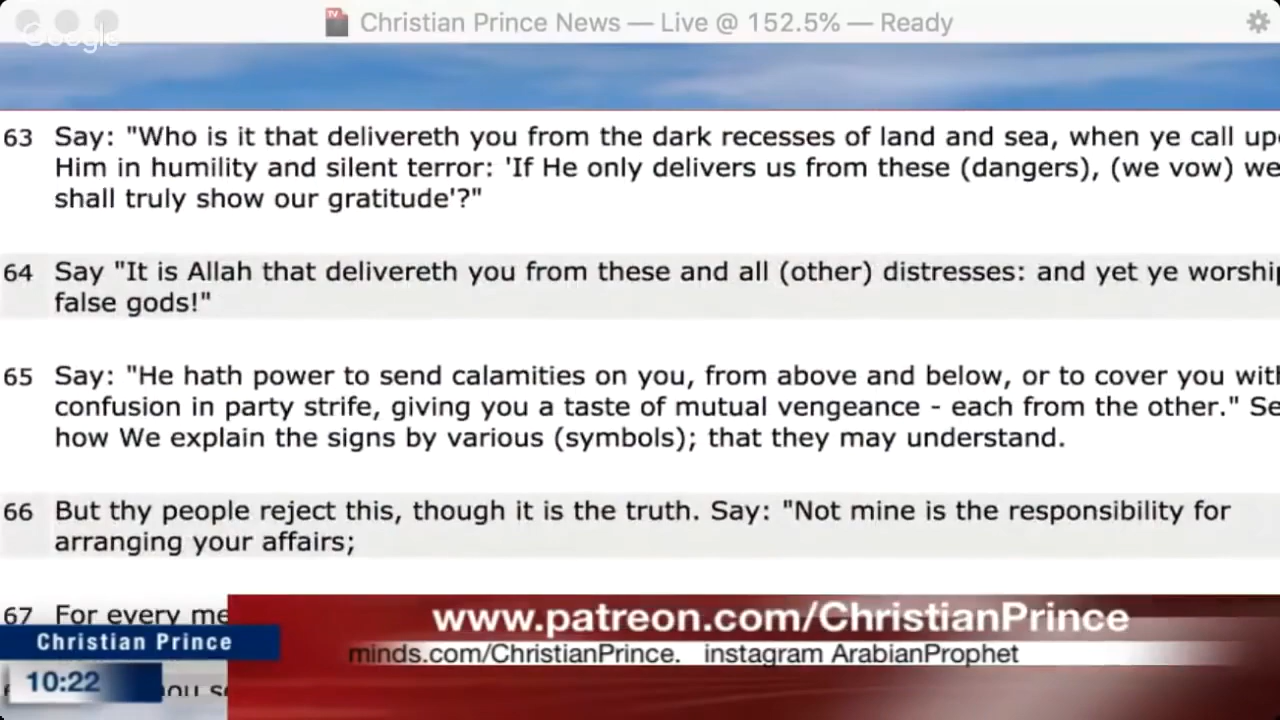 Christian Prince News — Live @ 152.5% — Ready
Google
63 Say: "Who is it that delivereth you from the dark recesses of land and sea, when ye call
Him in humility and silent terror: 'If He only delivers us from these (dangers), (we vow) we
shall truly show our gratitude'?"
64 Say "It is Allah that delivereth you from these and all (other) distresses: and yet ye
false gods!"
65 Say: "He hath power to send calamities on you, from above and below, or to cover you
confusion in party strife, giving you a taste of mutual vengeance - each from the other."
how We explain the signs by various (symbols); that they may understand.
66 But thy people reject this, though it is the truth. Say: "Not mine is the responsibility for
arranging your affairs;
67 For every
www.patreon.com/ChristianPrince
Christian Prince
minds.com/ChristianPrince. instagram ArabianProphet
10:22